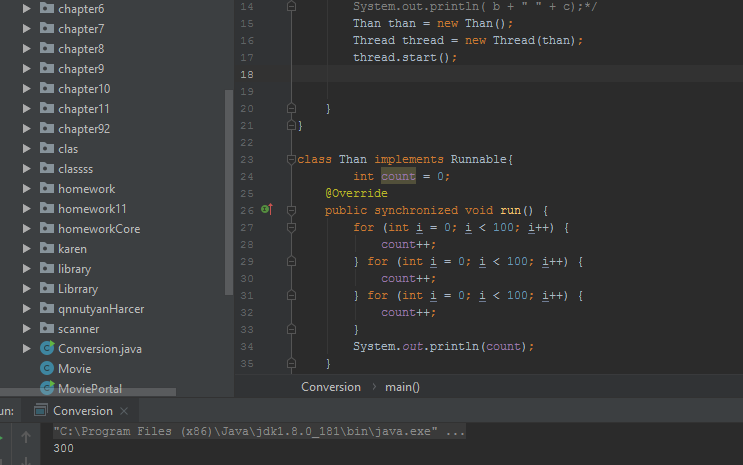 chapter6
chapter7
chapter8
chapter9
chapter10
chapter11
chapter92
clas
classss
homework
homework11
homeworkCore
karen
library
Librrary
qnnutyanHarcer
scanner
Conversion.java
Movie
MoviePortal
14 System.out.println( b + " " + c);*/
15 Than than = new Than();
16 Thread thread = new Thread(than);
17 thread.start();
18
19
20 }
21 }
22
23 class Than implements Runnable{
24 int count = 0;
25 @Override
26 public synchronized void run() {
27 for (int i = 0; i < 100; i++) {
28 count++;
29 } for (int i = 0; i < 100; i++) {
30 count++;
31 } for (int i = 0; i < 100; i++) {
32 count++;
33 }
34 System.out.println(count);
35 }
Conversion > main()
un: Conversion ×
"C:\Program Files (x86)\Java\jdk1.8.0_181\bin\java.exe" ...
300